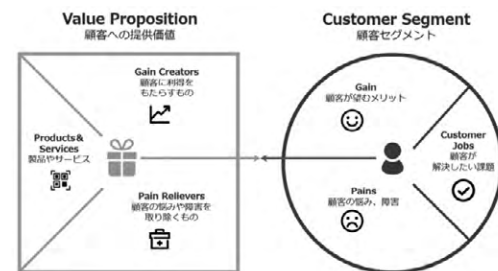 Value Proposition
顧客への提供価値
Gain Creators
顧客に利得を
もたらすもの
Products&
Services
製品やサービス
Pain Relievers
顧客の悩みや障害を
取り除くもの
Customer Segment
顧客セグメント
Gain
顧客が望むメリット
Customer
Jobs
顧客が
解決したい課題
Pains
顧客の悩み、障害